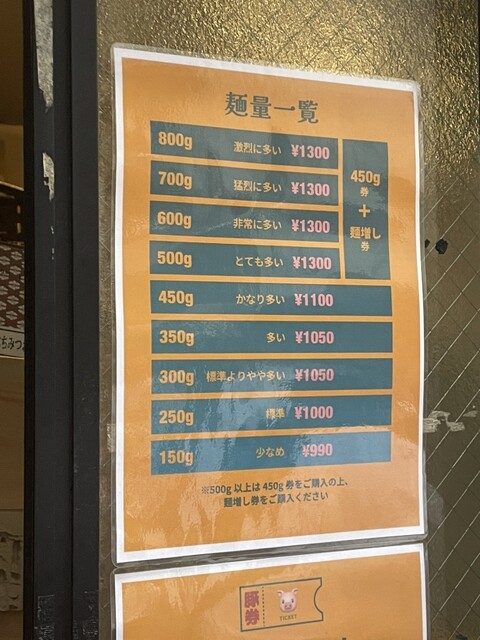 麺量一覧
800g 激烈に多い ¥1300
700g 猛烈に多い ¥1300
600g 非常に多い ¥1300
500g とても多い ¥1300
450g
券
+
麺増し
券
450g かなり多い ¥1100
350g 多い ¥1050
300g 標準よりやや多い ¥1050
250g 標準 ¥1000
150g 少なめ ¥990
※500g 以上は 450g 券をご購入の上、
麺増し券をご購入ください
豚券
TICKET